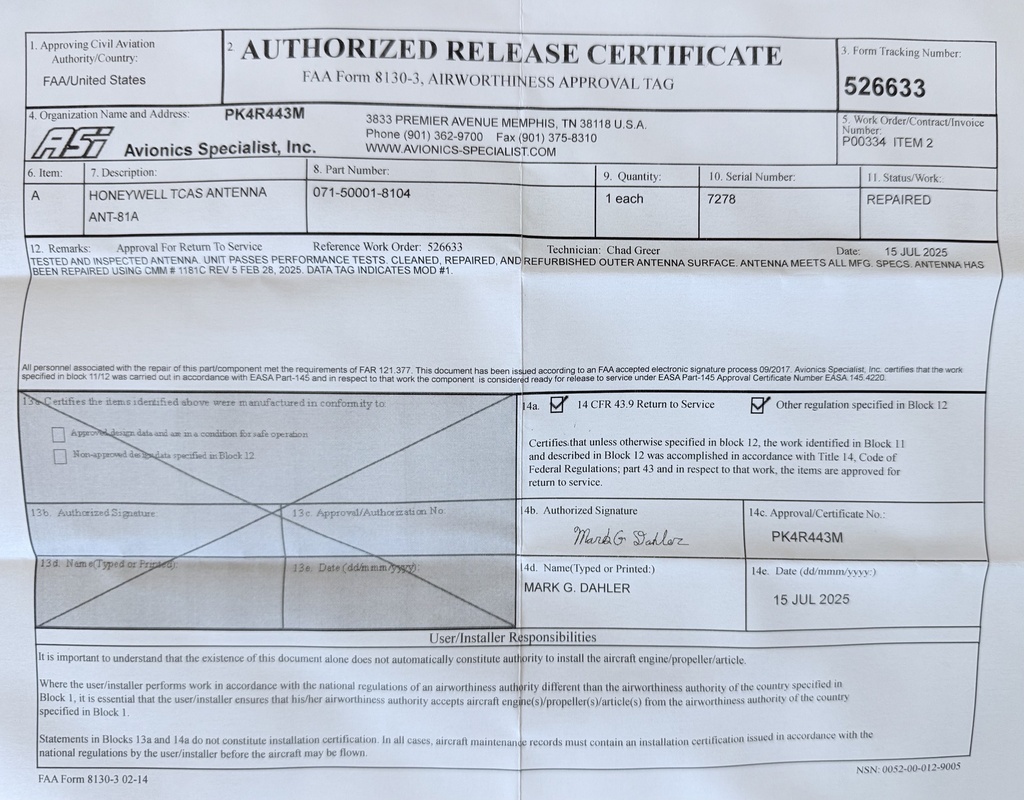 1. Approving Civil Aviation
Authority/Country:
FAA/United States
2 AUTHORIZED RELEASE CERTIFICATE
FAA Form 8130-3, AIRWORTHINESS APPROVAL TAG
3. Form Tracking Number:
526633
4. Organization Name and Address: PK4R443M
ASi Avionics Specialist, Inc.
3833 PREMIER AVENUE MEMPHIS, TN 38118 U.S.A.
Phone (901) 362-9700 Fax (901) 375-8310
WWW.AVIONICS-SPECIALIST.COM
5. Work Order/Contract/Invoice
Number:
P00334 ITEM 2
6. Item: 7. Description: 8. Part Number: 9. Quantity: 10. Serial Number: 11. Status/Work:
A HONEYWELL TCAS ANTENNA 071-50001-8104 1 each 7278 REPAIRED
ANT-81A
12. Remarks: Approval For Return To Service Reference Work Order: 526633 Technician: Chad Greer Date: 15 JUL 2025
TESTED AND INSPECTED ANTENNA. UNIT PASSES PERFORMANCE TESTS. CLEANED, REPAIRED, AND REFURBISHED OUTER ANTENNA SURFACE. ANTENNA MEETS ALL MFG. SPECS. ANTENNA HAS
BEEN REPAIRED USING CMM # 1181C REV 5 FEB 28, 2025. DATA TAG INDICATES MOD #1.
All personnel associated with the repair of this part/component met the requirements of FAR 121.377. This document has been issued according to an FAA accepted electronic signature process 09/2017. Avionics Specialist, Inc. certifies that the work
specified in block 11/12 was carried out in accordance with EASA Part-145 and in respect to that work the component is considered ready for release to service under EASA Part-145 Approval Certificate Number EASA.145.4220.
13a. Certifies the items identified above were manufactured in conformity to:
Approved design data and are in a condition for safe operation
Non-approved design data specified in Block 12.
13b. Authorized Signature: 13c. Approval/Authorization No.
13d. Name(Typed or Printed): 13e. Date (dd/mmm/yyyy):
14a. 14 CFR 43.9 Return to Service Other regulation specified in Block 12
Certifies that unless otherwise specified in block 12, the work identified in Block 11
and described in Block 12 was accomplished in accordance with Title 14, Code of
Federal Regulations; part 43 and in respect to that work, the items are approved for
return to service.
14b. Authorized Signature
Mark G Dahler
14c. Approval/Certificate No.:
PK4R443M
14d. Name(Typed or Printed:)
MARK G. DAHLER
14e. Date (dd/mmm/yyyy:)
15 JUL 2025
User/Installer Responsibilities
It is important to understand that the existence of this document alone does not automatically constitute authority to install the aircraft engine/propeller/article.
Where the user/installer performs work in accordance with the national regulations of an airworthiness authority different than the airworthiness authority of the country specified in
Block 1, it is essential that the user/installer ensures that his/her airworthiness authority accepts aircraft engine(s)/propeller(s)/article(s) from the airworthiness authority of the country
specified in Block 1.
Statements in Blocks 13a and 14a do not constitute installation certification. In all cases, aircraft maintenance records must contain an installation certification issued in accordance with the
national regulations by the user/installer before the aircraft may be flown.
FAA Form 8130-3 02-14
NSN: 0052-00-012-9005